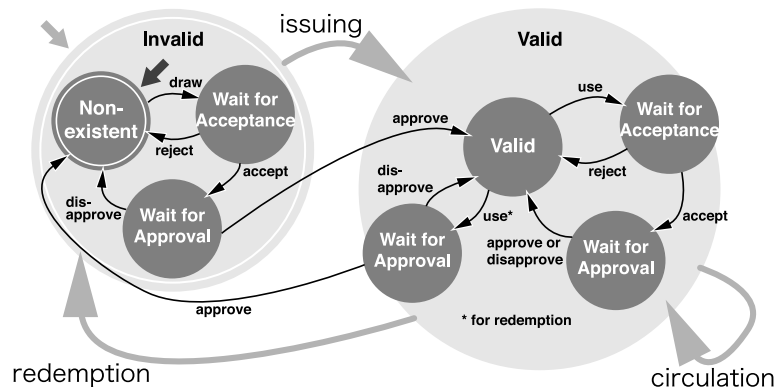 issuing
Invalid
Valid
draw
Non-
existent
Wait for
Acceptance
reject
accept
dis-
approve
Wait for
Approval
approve
use
Wait for
Acceptance
Valid
reject
dis-
approve
use*
accept
Wait for
Approval
approve or
disapprove
Wait for
Approval
approve
* for redemption
redemption
circulation